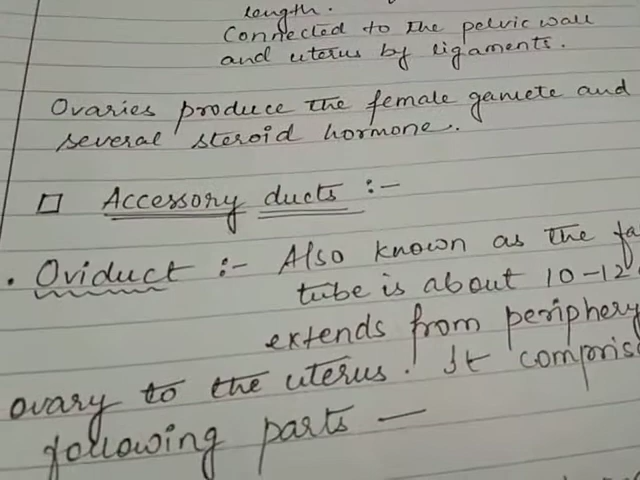 length.
Connected to the pelvic wall
and uterus by ligaments.
Ovaries produce the female gamete and
several steroid hormone.
Accessory ducts :-
• Oviduct :- Also known as the fa
tube is about 10-12
extends from periphery
ovary to the uterus. It compris
following parts —